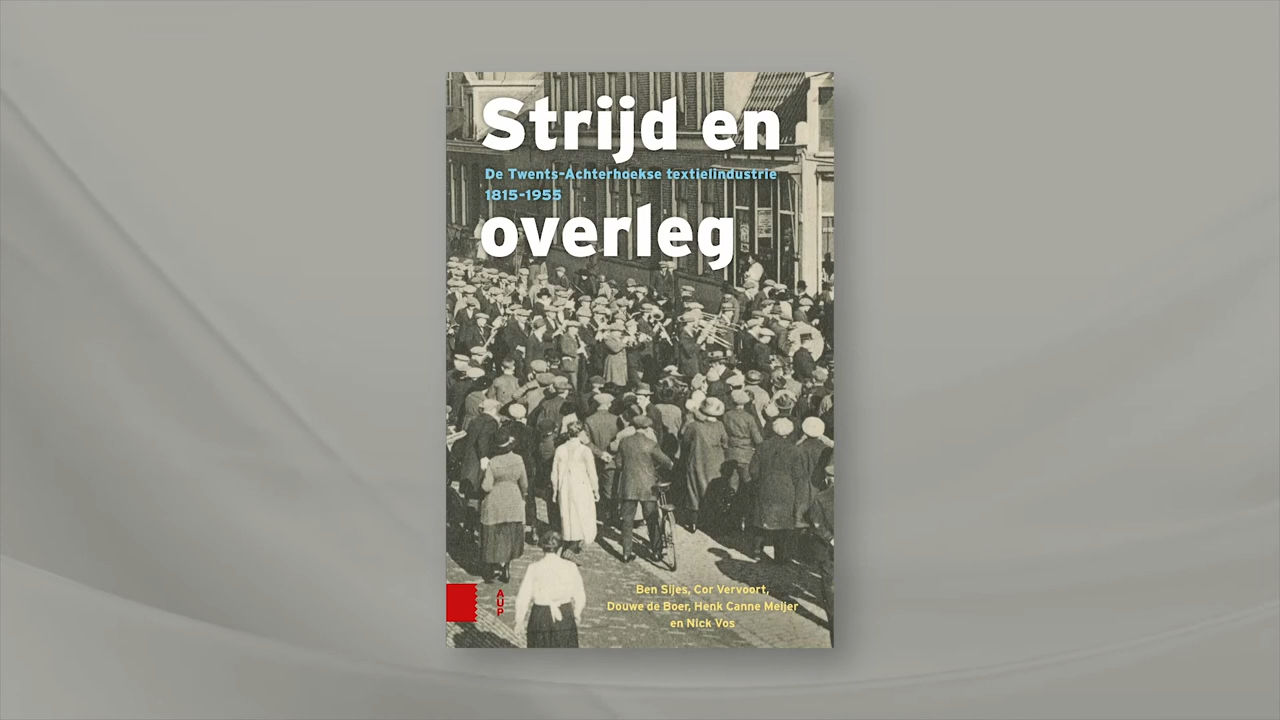 Strijd en
De Twents-Achterhoekse textielindustrie
1815-1955
overleg
AUP
Ben Sijes, Cor Vervoort,
Douwe de Boer, Henk Canne Meijer
en Nick Vos